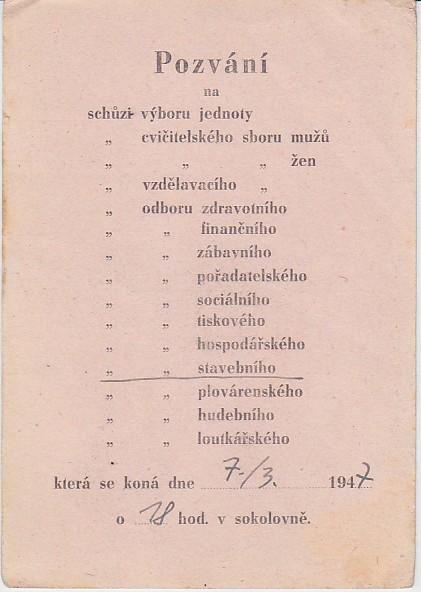 Pozvání
na
schůzi výboru jednoty
„ cvičitelského sboru mužů
„ „ „ žen
„ vzdělavacího „
„ odboru zdravotního
„ „ finančního
„ „ zábavního
„ „ pořadatelského
„ „ sociálního
„ „ tiskového
„ „ hospodářského
„ „ stavebního
„ „ plovárenského
„ „ hudebního
„ „ loutkářského
která se koná dne 7./3. 1947
o 18 hod. v sokolovně.